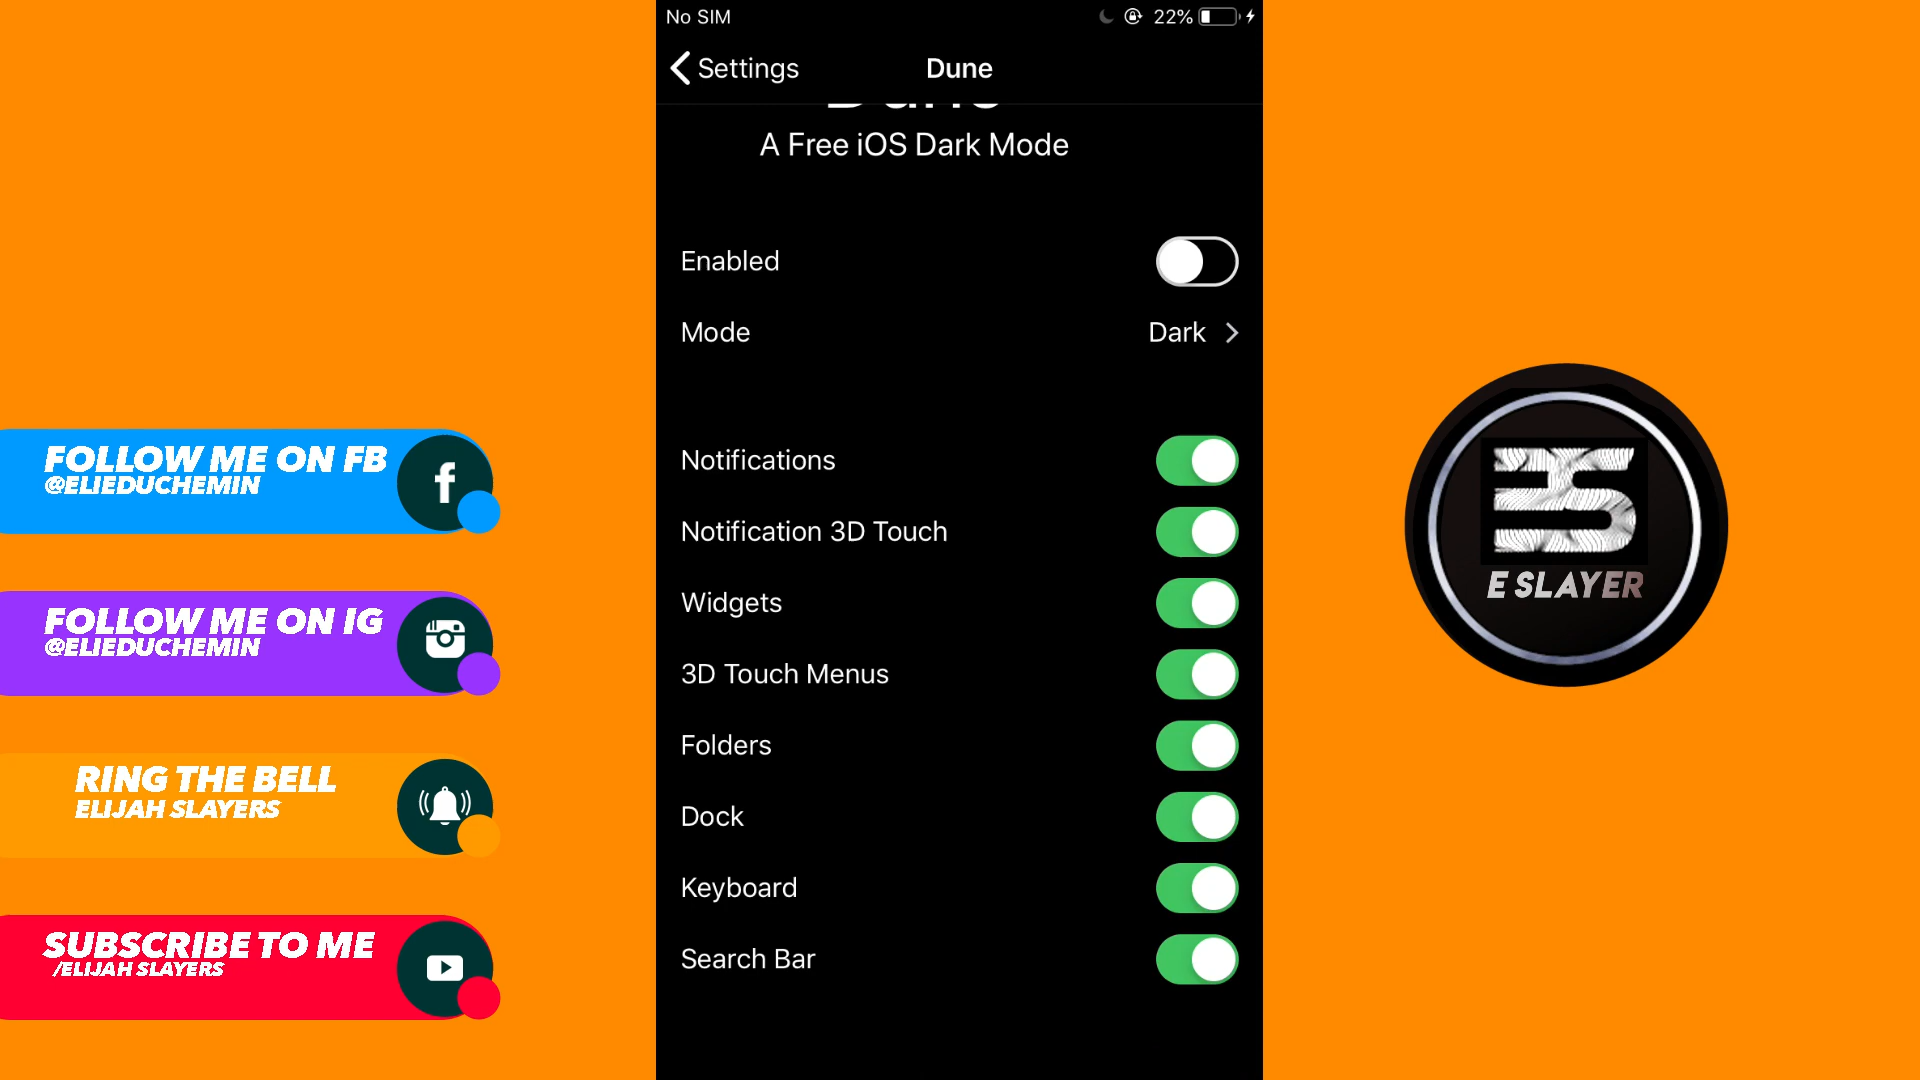 No SIM
22%
Settings
Dune
A Free iOS Dark Mode
Enabled
Mode
Dark
Notifications
Notification 3D Touch
Widgets
3D Touch Menus
Folders
Dock
Keyboard
Search Bar
FOLLOW ME ON FB
@ELIEDUCHEMIN
FOLLOW ME ON IG
@ELIEDUCHEMIN
RING THE BELL
ELIJAH SLAYERS
SUBSCRIBE TO ME
/ELIJAH SLAYERS
E SLAYER